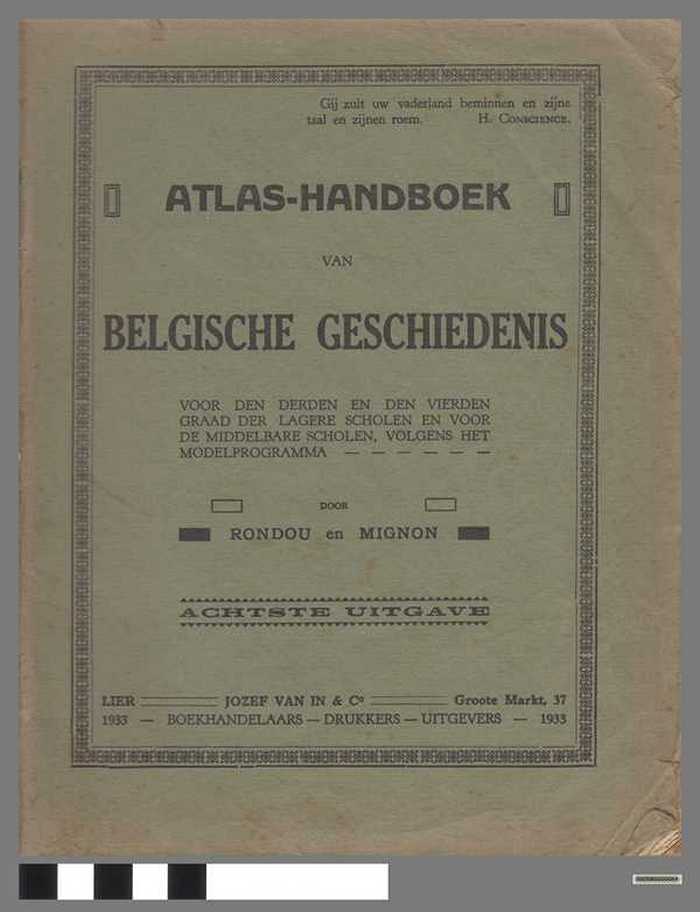 Gij zult uw vaderland beminnen en zijne
taal en zijnen roem. H. Conscience.
ATLAS-HANDBOEK
VAN
BELGISCHE GESCHIEDENIS
VOOR DEN DERDEN EN DEN VIERDEN
GRAAD DER LAGERE SCHOLEN EN VOOR
DE MIDDELBARE SCHOLEN, VOLGENS HET
MODELPROGRAMMA — — — — — —
DOOR
RONDOU en MIGNON
ACHTSTE UITGAVE
LIER JOZEF VAN IN & Cº Groote Markt, 37
1933 — BOEKHANDELAARS — DRUKKERS — UITGEVERS — 1933